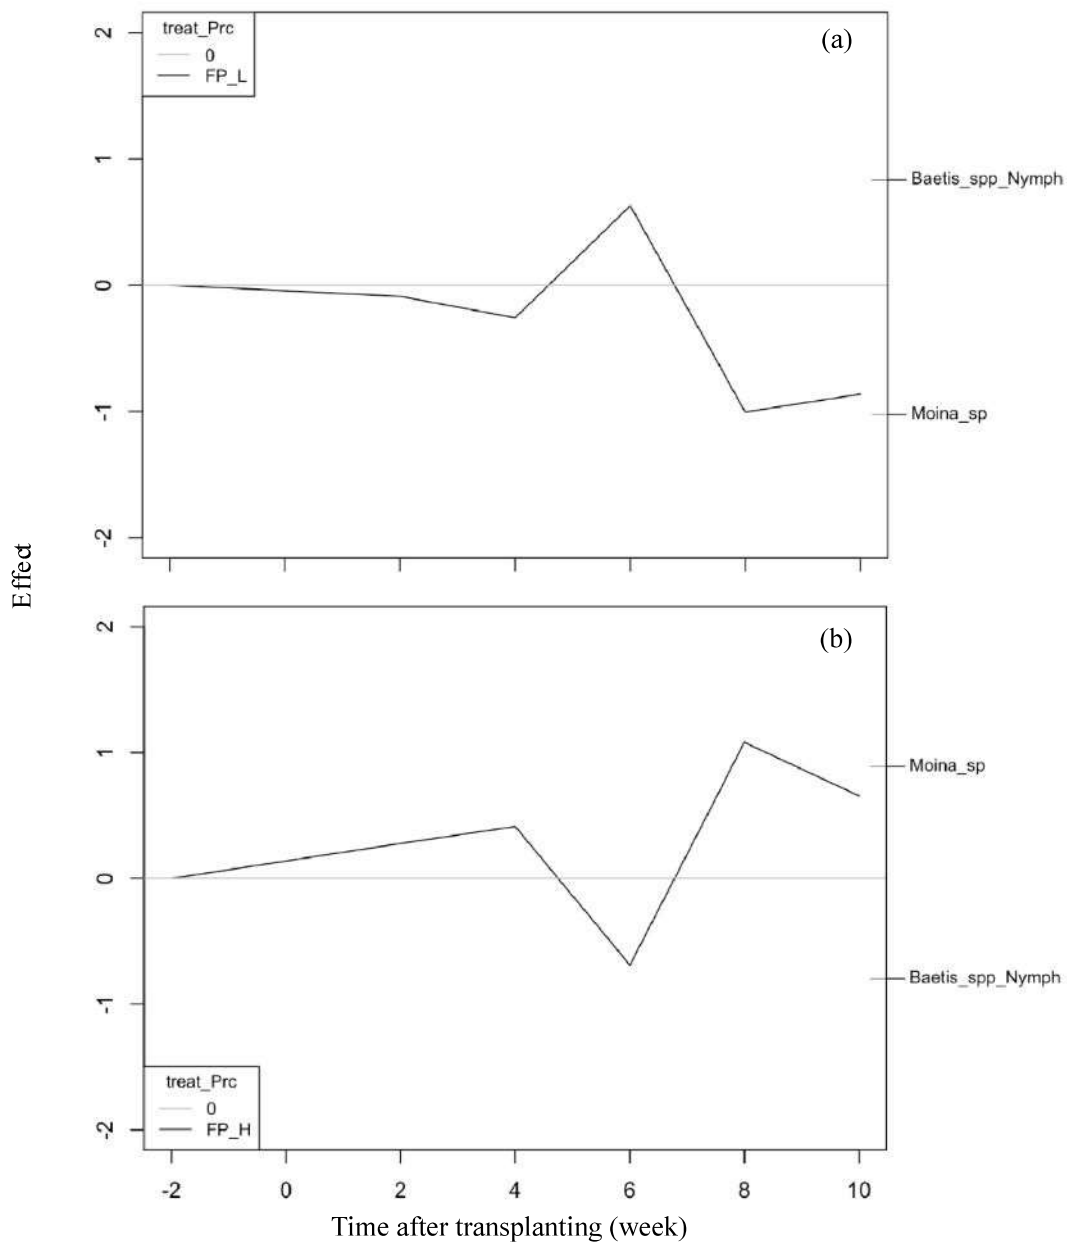 treat_Prc
0
FP_L
(a)
2
1
0
-1
-2
Baetis_spp_Nymph
Moina_sp
Effect
(b)
2
1
0
-1
-2
Moina_sp
Baetis_spp_Nymph
treat_Prc
0
FP_H
-2 0 2 4 6 8 10
Time after transplanting (week)